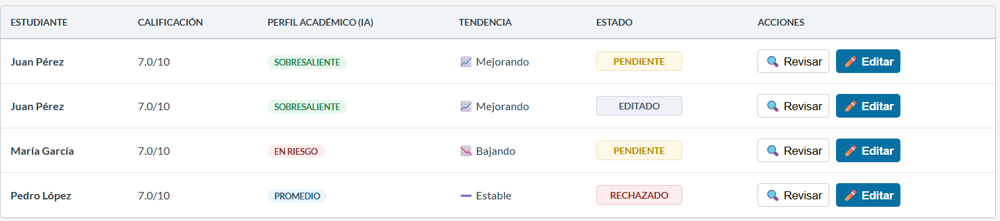 ESTUDIANTE CALIFICACIÓN PERFIL ACADÉMICO (IA) TENDENCIA ESTADO ACCIONES
Juan Pérez 7.0/10 SOBRESALIENTE Mejorando PENDIENTE Revisar Editar
Juan Pérez 7.0/10 SOBRESALIENTE Mejorando EDITADO Revisar Editar
María García 7.0/10 EN RIESGO Bajando PENDIENTE Revisar Editar
Pedro López 7.0/10 PROMEDIO Estable RECHAZADO Revisar Editar